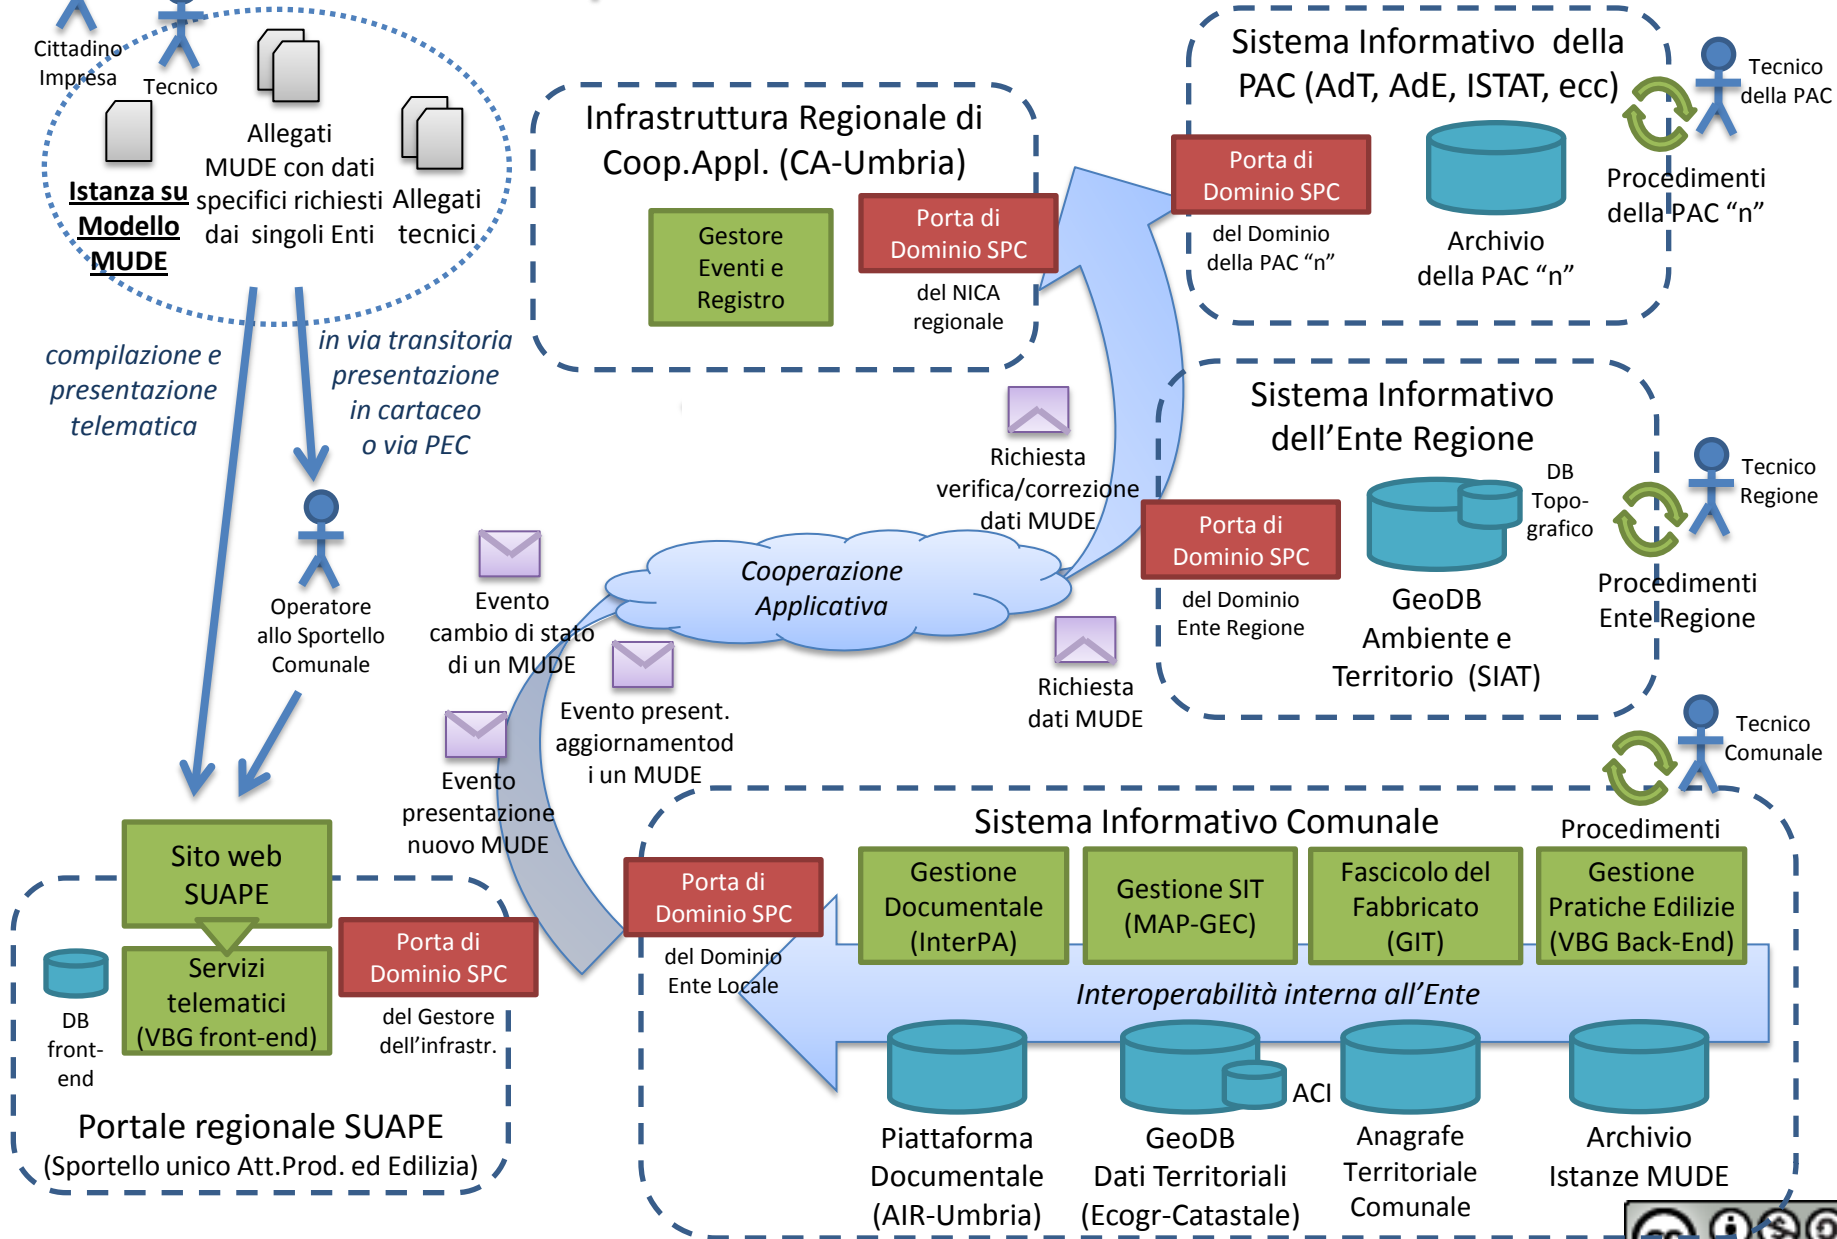 Cittadino
Impresa
Tecnico
Istanza su
Modello
MUDE
Allegati
MUDE con dati
specifici richiesti
dai singoli Enti
Allegati
tecnici
compilazione e
presentazione
telematica
in via transitoria
presentazione
in cartaceo
o via PEC
Operatore
allo Sportello
Comunale
Infrastruttura Regionale di
Coop.Appl. (CA-Umbria)
Gestore
Eventi e
Registro
Porta di
Dominio SPC
del NICA
regionale
Sistema Informativo della
PAC (AdT, AdE, ISTAT, ecc)
Porta di
Dominio SPC
del Dominio
della PAC “n”
Archivio
della PAC “n”
Tecnico
della PAC
Procedimenti
della PAC “n”
Richiesta
verifica/correzione
dati MUDE
Sistema Informativo
dell’Ente Regione
Porta di
Dominio SPC
del Dominio
Ente Regione
DB
Topo-
grafico
GeoDB
Ambiente e
Territorio (SIAT)
Tecnico
Regione
Procedimenti
Ente Regione
Cooperazione
Applicativa
Evento
cambio di stato
di un MUDE
Evento present.
aggiornamentod
i un MUDE
Evento
presentazione
nuovo MUDE
Richiesta
dati MUDE
Tecnico
Comunale
Procedimenti
Sistema Informativo Comunale
Porta di
Dominio SPC
del Dominio
Ente Locale
Gestione
Documentale
(InterPA)
Gestione SIT
(MAP-GEC)
Fascicolo del
Fabbricato
(GIT)
Gestione
Pratiche Edilizie
(VBG Back-End)
Interoperabilità interna all’Ente
Piattaforma
Documentale
(AIR-Umbria)
ACI
GeoDB
Dati Territoriali
(Ecogr-Catastale)
Anagrafe
Territoriale
Comunale
Archivio
Istanze MUDE
Sito web
SUAPE
Servizi
telematici
(VBG front-end)
DB
front-
end
Porta di
Dominio SPC
del Gestore
dell’infrastr.
Portale regionale SUAPE
(Sportello unico Att.Prod. ed Edilizia)
cc